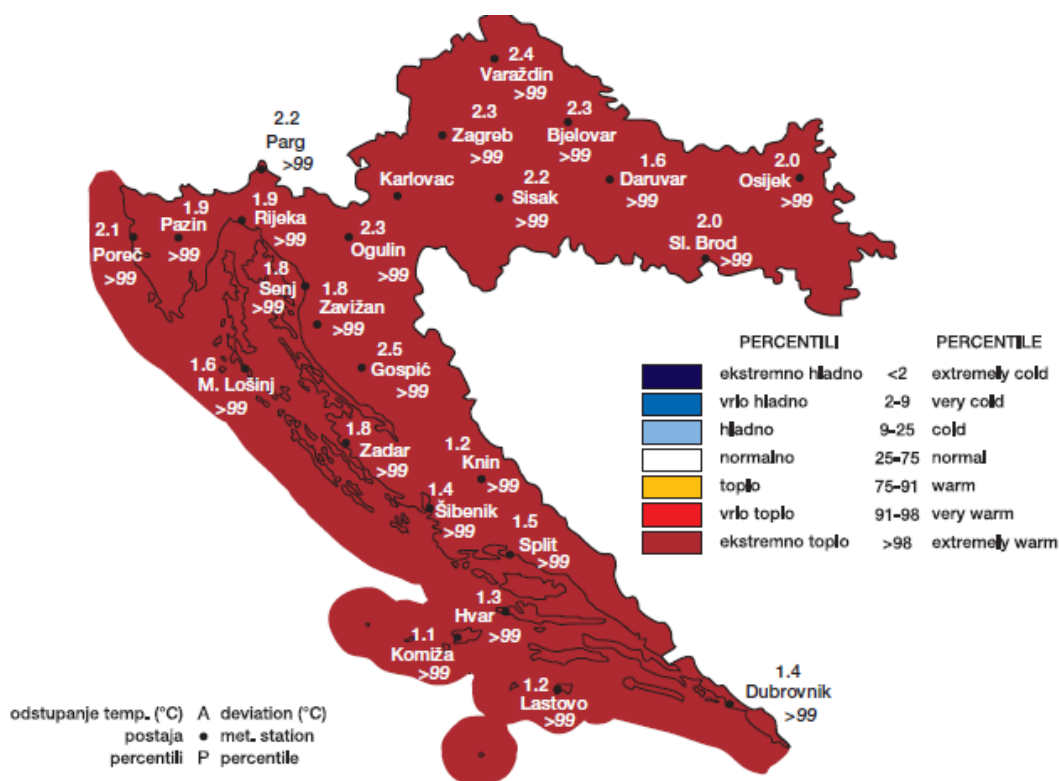 2.4
Varaždin
>99
2.3
Zagreb
>99
2.3
Bjelovar
>99
2.2
Parg
>99
1.6
Daruvar
>99
2.0
Osijek
>99
Karlovac
2.2
Sisak
>99
2.0
Sl. Brod
>99
2.1
Poreč
>99
1.9
Pazin
>99
1.9
Rijeka
>99
2.3
Ogulin
>99
1.8
Senj
>99
1.8
Zavižan
>99
2.5
Gospić
>99
1.6
M. Lošinj
>99
1.8
Zadar
>99
1.2
Knin
>99
1.4
Šibenik
>99
1.5
Split
>99
1.3
Hvar
>99
1.1
Komiža
>99
1.2
Lastovo
>99
1.4
Dubrovnik
>99
PERCENTILI PERCENTILE
ekstremno hladno <2 extremely cold
vrlo hladno 2-9 very cold
hladno 9-25 cold
normalno 25-75 normal
toplo 75-91 warm
vrlo toplo 91-98 very warm
ekstremno toplo >98 extremely warm
odstupanje temp. (°C) A deviation (°C)
postaja ● met. station
percentili P percentile